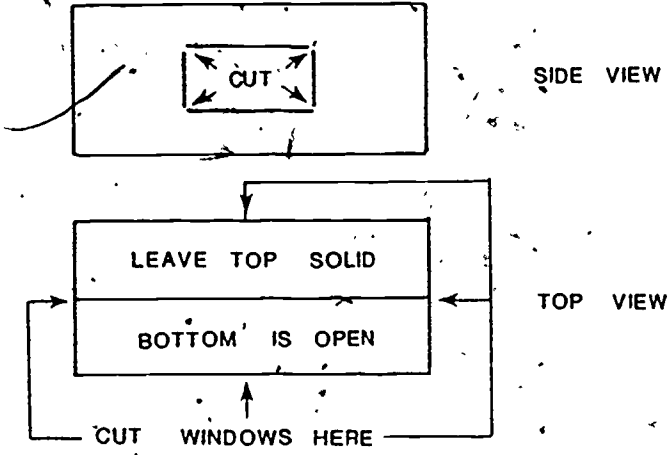 CUT
SIDE VIEW
LEAVE TOP SOLID
TOP VIEW
BOTTOM IS OPEN
CUT WINDOWS HERE